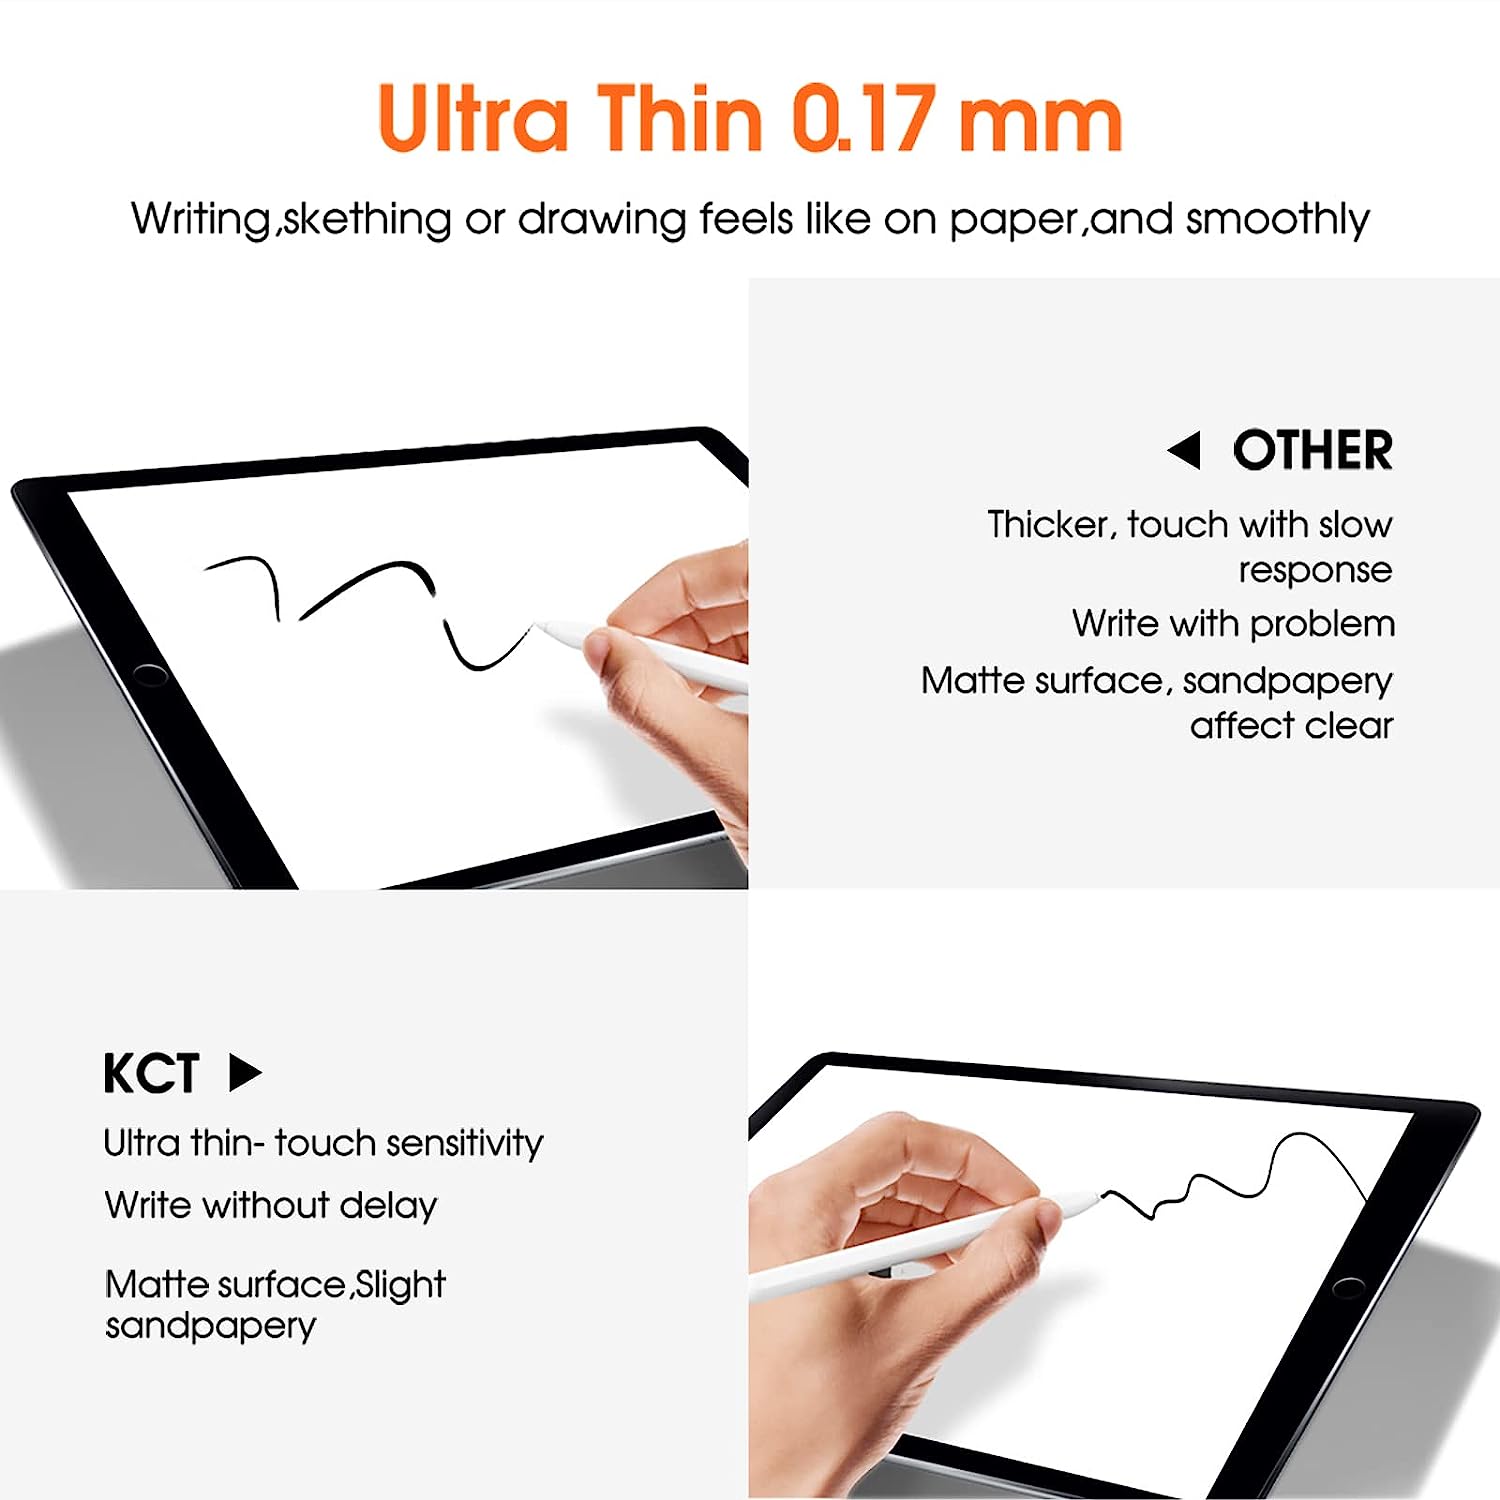 Ultra Thin 0.17 mm
Writing,skething or drawing feels like on paper,and smoothly
OTHER
Thicker, touch with slow
response
Write with problem
Matte surface, sandpapery
affect clear
KCT
Ultra thin- touch sensitivity
Write without delay
Matte surface,Slight
sandpapery